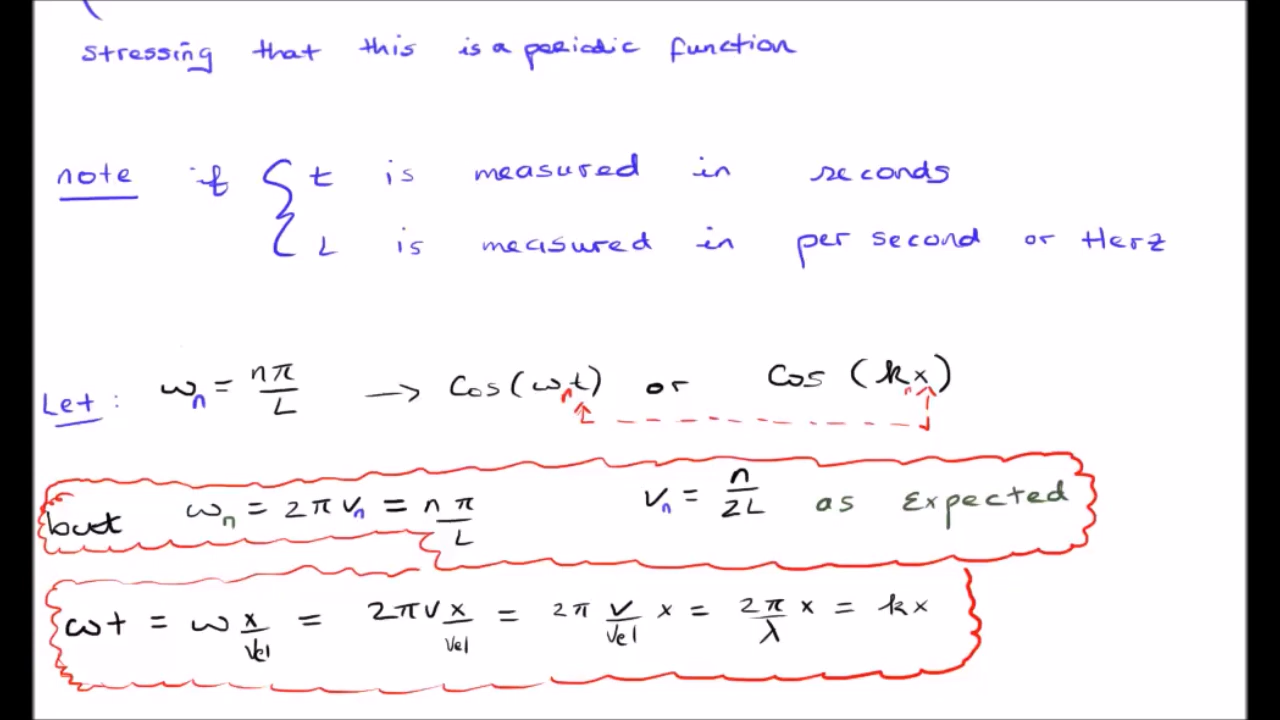 stressing that this is a periodic function
note if { t is measured in seconds
L is measured in per second or Herz
Let : ωₙ = nπ/L → Cos(ωₙt) or Cos (kₙx)
but ωₙ = 2πνₙ = nπ/L νₙ = n/2L as Expected
ωt = ω x/Vel = 2πν x/Vel = 2π ν/Vel x = 2π/λ x = kx